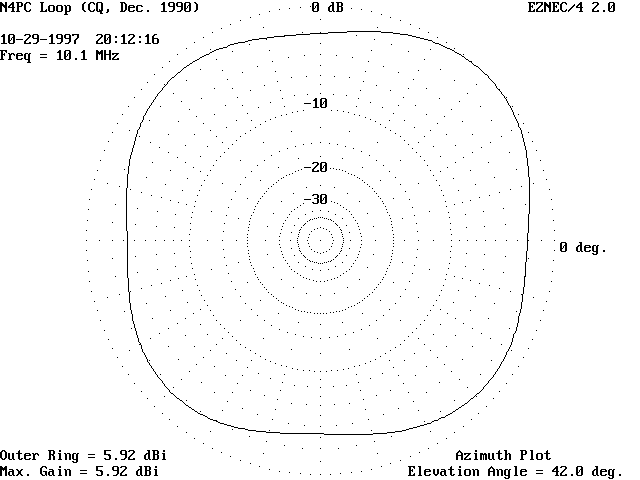 N4PC Loop (CQ, Dec. 1990)
0 dB
EZNEC/4 2.0
10-29-1997  20:12:16
Freq = 10.1 MHz
-10
-20
-30
0 deg.
Outer Ring = 5.92 dBi
Max. Gain = 5.92 dBi
Azimuth Plot
Elevation Angle = 42.0 deg.